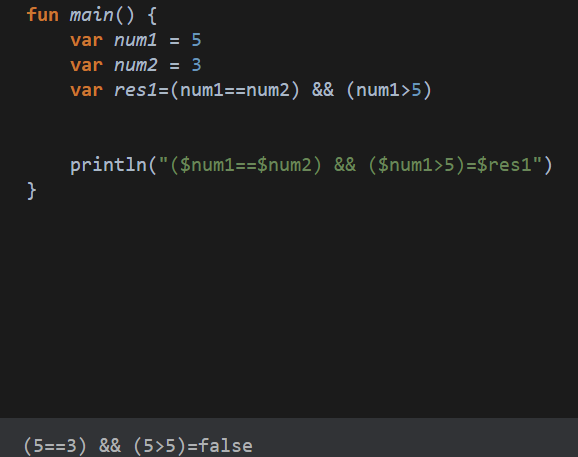 fun main() {
    var num1 = 5
    var num2 = 3
    var res1=(num1==num2) && (num1>5)
    println("($num1==$num2) && ($num1>5)=$res1")
}
(5==3) && (5>5)=false